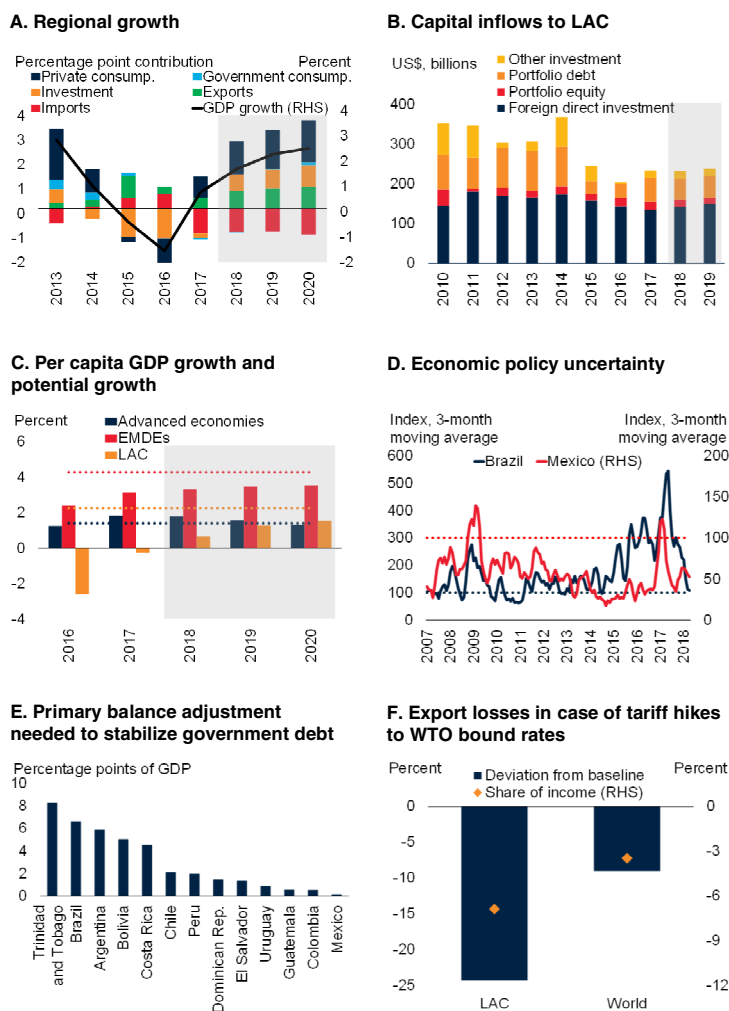 A. Regional growth
Percentage point contribution Percent
Private consump. Government consump.
Investment Exports
Imports GDP growth (RHS)
4 4
3 3
2 2
1 1
0 0
-1 -1
-2 -2
2013 2014 2015 2016 2017 2018 2019 2020
B. Capital inflows to LAC
US$, billions
Other investment
Portfolio debt
Portfolio equity
Foreign direct investment
400
300
200
100
0
2010 2011 2012 2013 2014 2015 2016 2017 2018 2019
C. Per capita GDP growth and
potential growth
Percent
Advanced economies
EMDEs
LAC
6
4
2
0
-2
-4
2016 2017 2018 2019 2020
D. Economic policy uncertainty
Index, 3-month Index, 3-month
moving average moving average
Brazil Mexico (RHS)
600 200
500 150
400
300 100
200 50
100
0 0
2007 2008 2009 2010 2011 2012 2013 2014 2015 2016 2017 2018
E. Primary balance adjustment
needed to stabilize government debt
Percentage points of GDP
10
8
6
4
2
0
Trinidad
and Tobago
Brazil
Argentina
Bolivia
Costa Rica
Chile
Peru
Dominican Rep.
El Salvador
Uruguay
Guatemala
Colombia
Mexico
F. Export losses in case of tariff hikes
to WTO bound rates
Percent Percent
Deviation from baseline
Share of income (RHS)
0 0
-5 -3
-10 -6
-15 -9
-20
-25 -12
LAC World